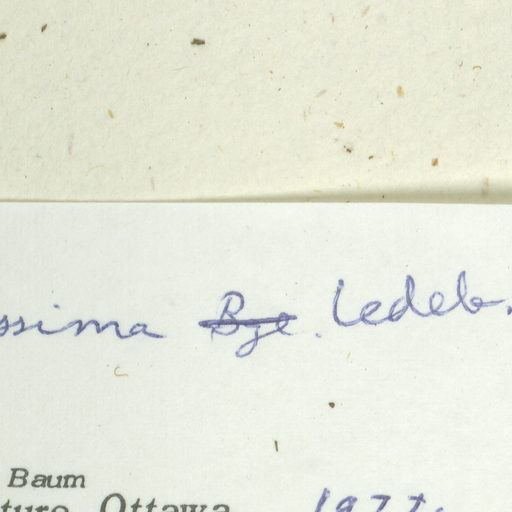 ssima Bge. Ledeb.
Baum
ture, Ottawa 1977.